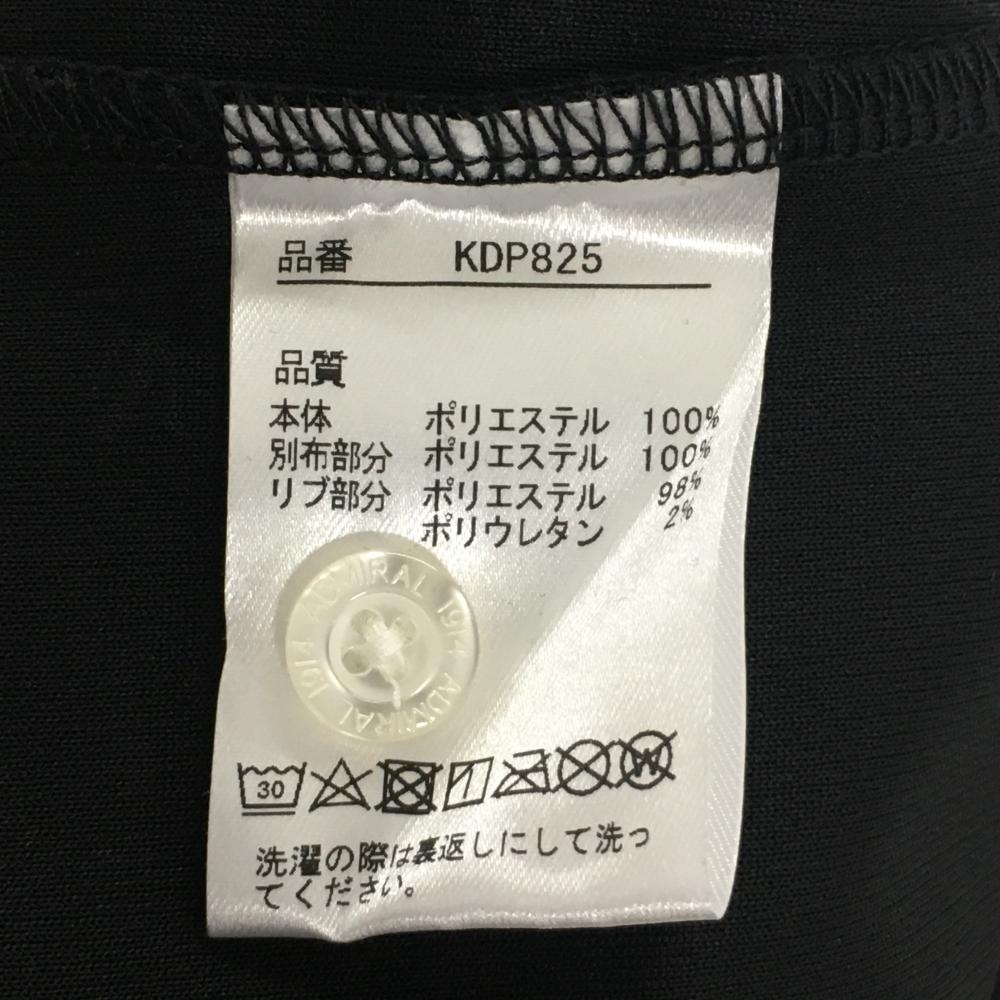 品番 KDP825
品質
本体 ポリエステル 100%
別布部分 ポリエステル 100%
リブ部分 ポリエステル 98%
ポリウレタン 2%
ADMIRAL 1914 ADMIRAL 1914
30
W
洗濯の際は裏返しにして洗っ
てください。